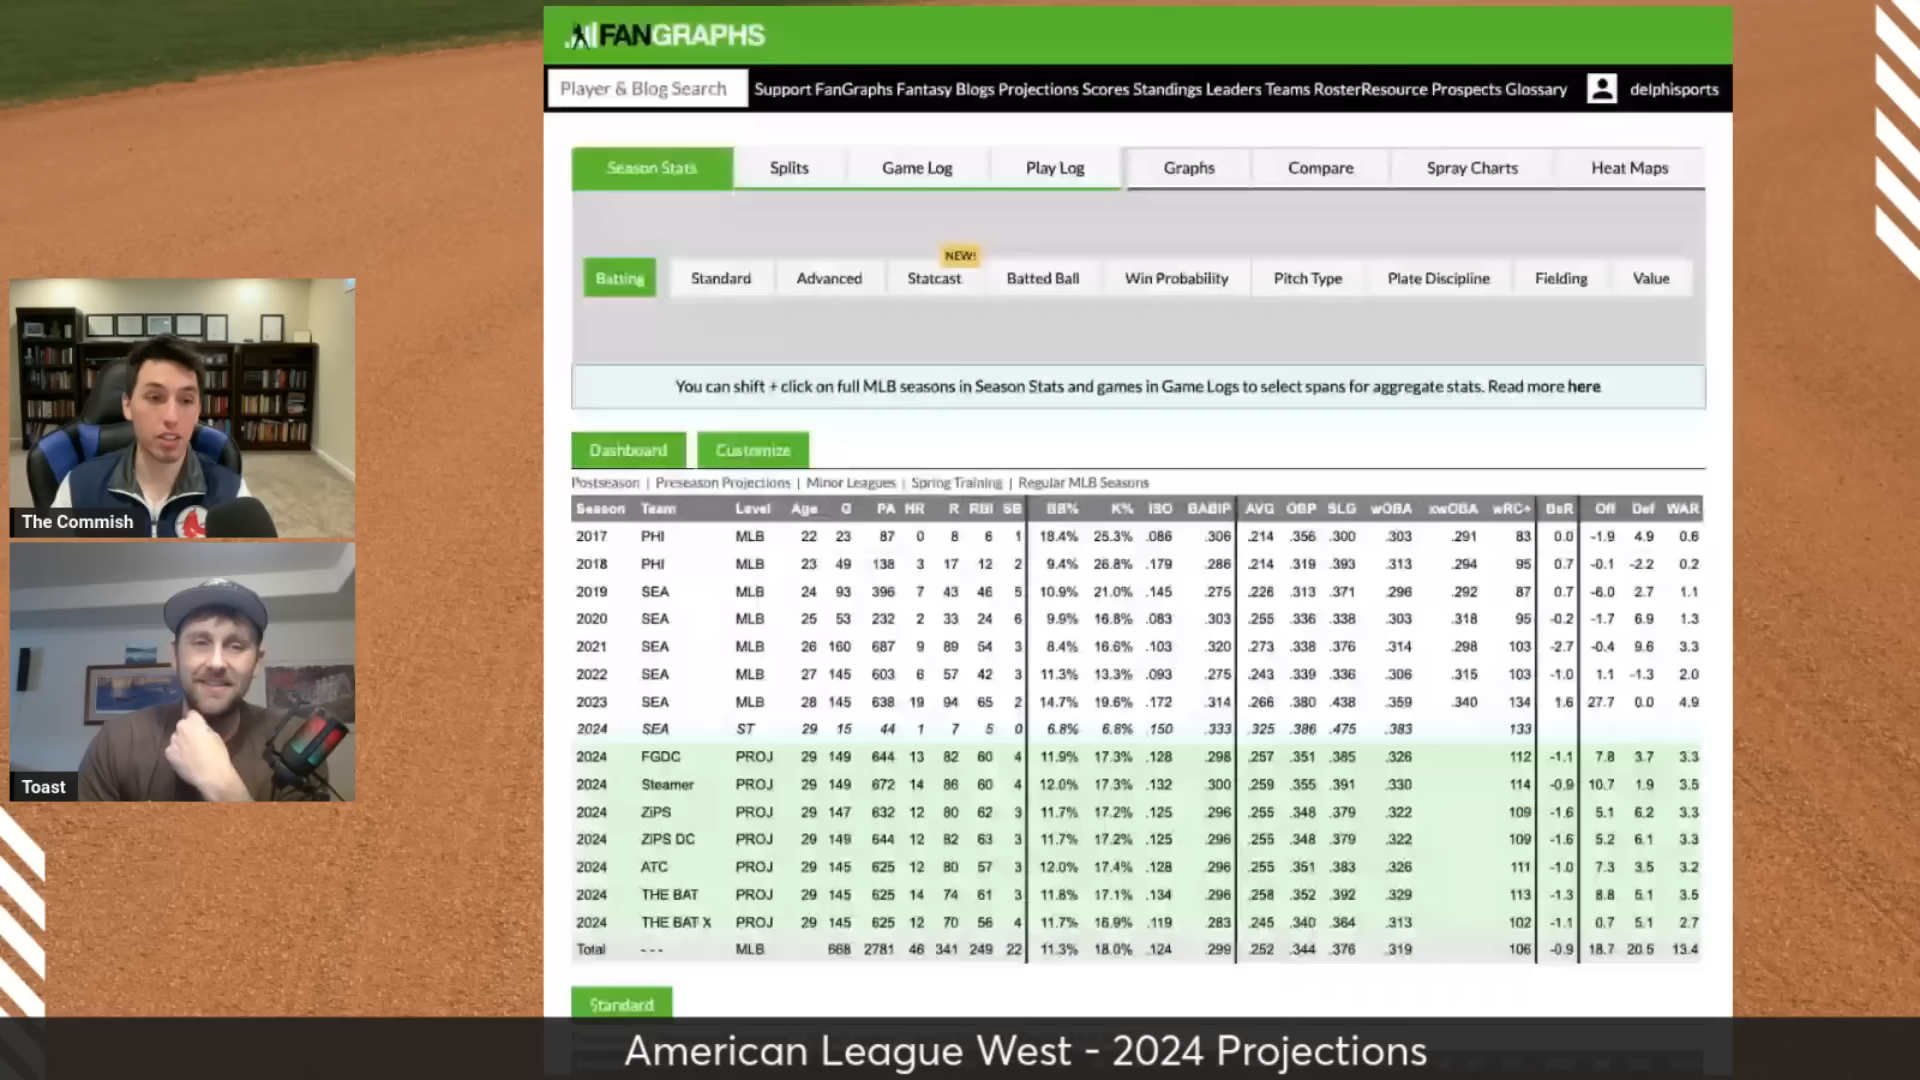 FANGRAPHS
Player & Blog Search Support FanGraphs Fantasy Blogs Projections Scores Standings Leaders Teams RosterResource Prospects Glossary delphisports
Season Stats Splits Game Log Play Log Graphs Compare Spray Charts Heat Maps
NEW!
Batting Standard Advanced Statcast Batted Ball Win Probability Pitch Type Plate Discipline Fielding Value
You can shift + click on full MLB seasons in Season Stats and games in Game Logs to select spans for aggregate stats. Read more here
Dashboard Customize
Postseason | Preseason Projections | Minor Leagues | Spring Training | Regular MLB Seasons
Season Team Level Age G PA HR R RBI SB BB% K% ISO BABIP AVG OBP SLG wOBA xwOBA wRC+ BsR Off Def WAR
2017 PHI MLB 22 23 87 0 8 6 1 18.4% 25.3% .086 .306 .214 .356 .300 .303 .291 83 0.0 -1.9 4.9 0.6
2018 PHI MLB 23 49 138 3 17 12 2 9.4% 26.8% .179 .286 .214 .319 .393 .313 .294 95 0.7 -0.1 -2.2 0.2
2019 SEA MLB 24 93 396 7 43 46 5 10.9% 21.0% .145 .275 .226 .313 .371 .296 .292 87 0.7 -6.0 2.7 1.1
2020 SEA MLB 25 53 232 2 33 24 6 9.9% 16.8% .083 .303 .255 .336 .338 .303 .318 95 -0.2 -1.7 6.9 1.3
2021 SEA MLB 26 160 687 9 89 54 3 8.4% 16.6% .103 .320 .273 .338 .376 .314 .298 103 -2.7 -0.4 9.6 3.3
2022 SEA MLB 27 145 603 6 57 42 3 11.3% 13.3% .093 .275 .243 .339 .336 .306 .315 103 -1.0 1.1 -1.3 2.0
2023 SEA MLB 28 145 638 19 94 65 2 14.7% 19.6% .172 .314 .266 .380 .438 .359 .340 134 1.6 27.7 0.0 4.9
2024 SEA ST 29 15 44 1 7 5 0 6.8% 6.8% .150 .333 .325 .386 .475 .383 133
2024 FGDC PROJ 29 149 644 13 82 60 4 11.9% 17.3% .128 .298 .257 .351 .385 .326 112 -1.1 7.8 3.7 3.3
2024 Steamer PROJ 29 149 672 14 86 60 4 12.0% 17.3% .132 .300 .259 .355 .391 .330 114 -0.9 10.7 1.9 3.5
2024 ZiPS PROJ 29 147 632 12 80 62 3 11.7% 17.2% .125 .296 .255 .348 .379 .322 109 -1.6 5.1 6.2 3.3
2024 ZiPS DC PROJ 29 149 644 12 82 63 3 11.7% 17.2% .125 .296 .255 .348 .379 .322 109 -1.6 5.2 6.1 3.3
2024 ATC PROJ 29 145 625 12 80 57 3 12.0% 17.4% .128 .296 .255 .351 .383 .326 111 -1.0 7.3 3.5 3.2
2024 THE BAT PROJ 29 145 625 14 74 61 3 11.8% 17.1% .134 .296 .258 .352 .392 .329 113 -1.3 8.8 5.1 3.5
2024 THE BAT X PROJ 29 145 625 12 70 56 4 11.7% 16.9% .119 .283 .245 .340 .364 .313 102 -1.1 0.7 5.1 2.7
Total - - - MLB 668 2781 46 341 249 22 11.3% 18.0% .124 .299 .252 .344 .376 .319 106 -0.9 18.7 20.5 13.4
Standard
The Commish
Toast
American League West - 2024 Projections